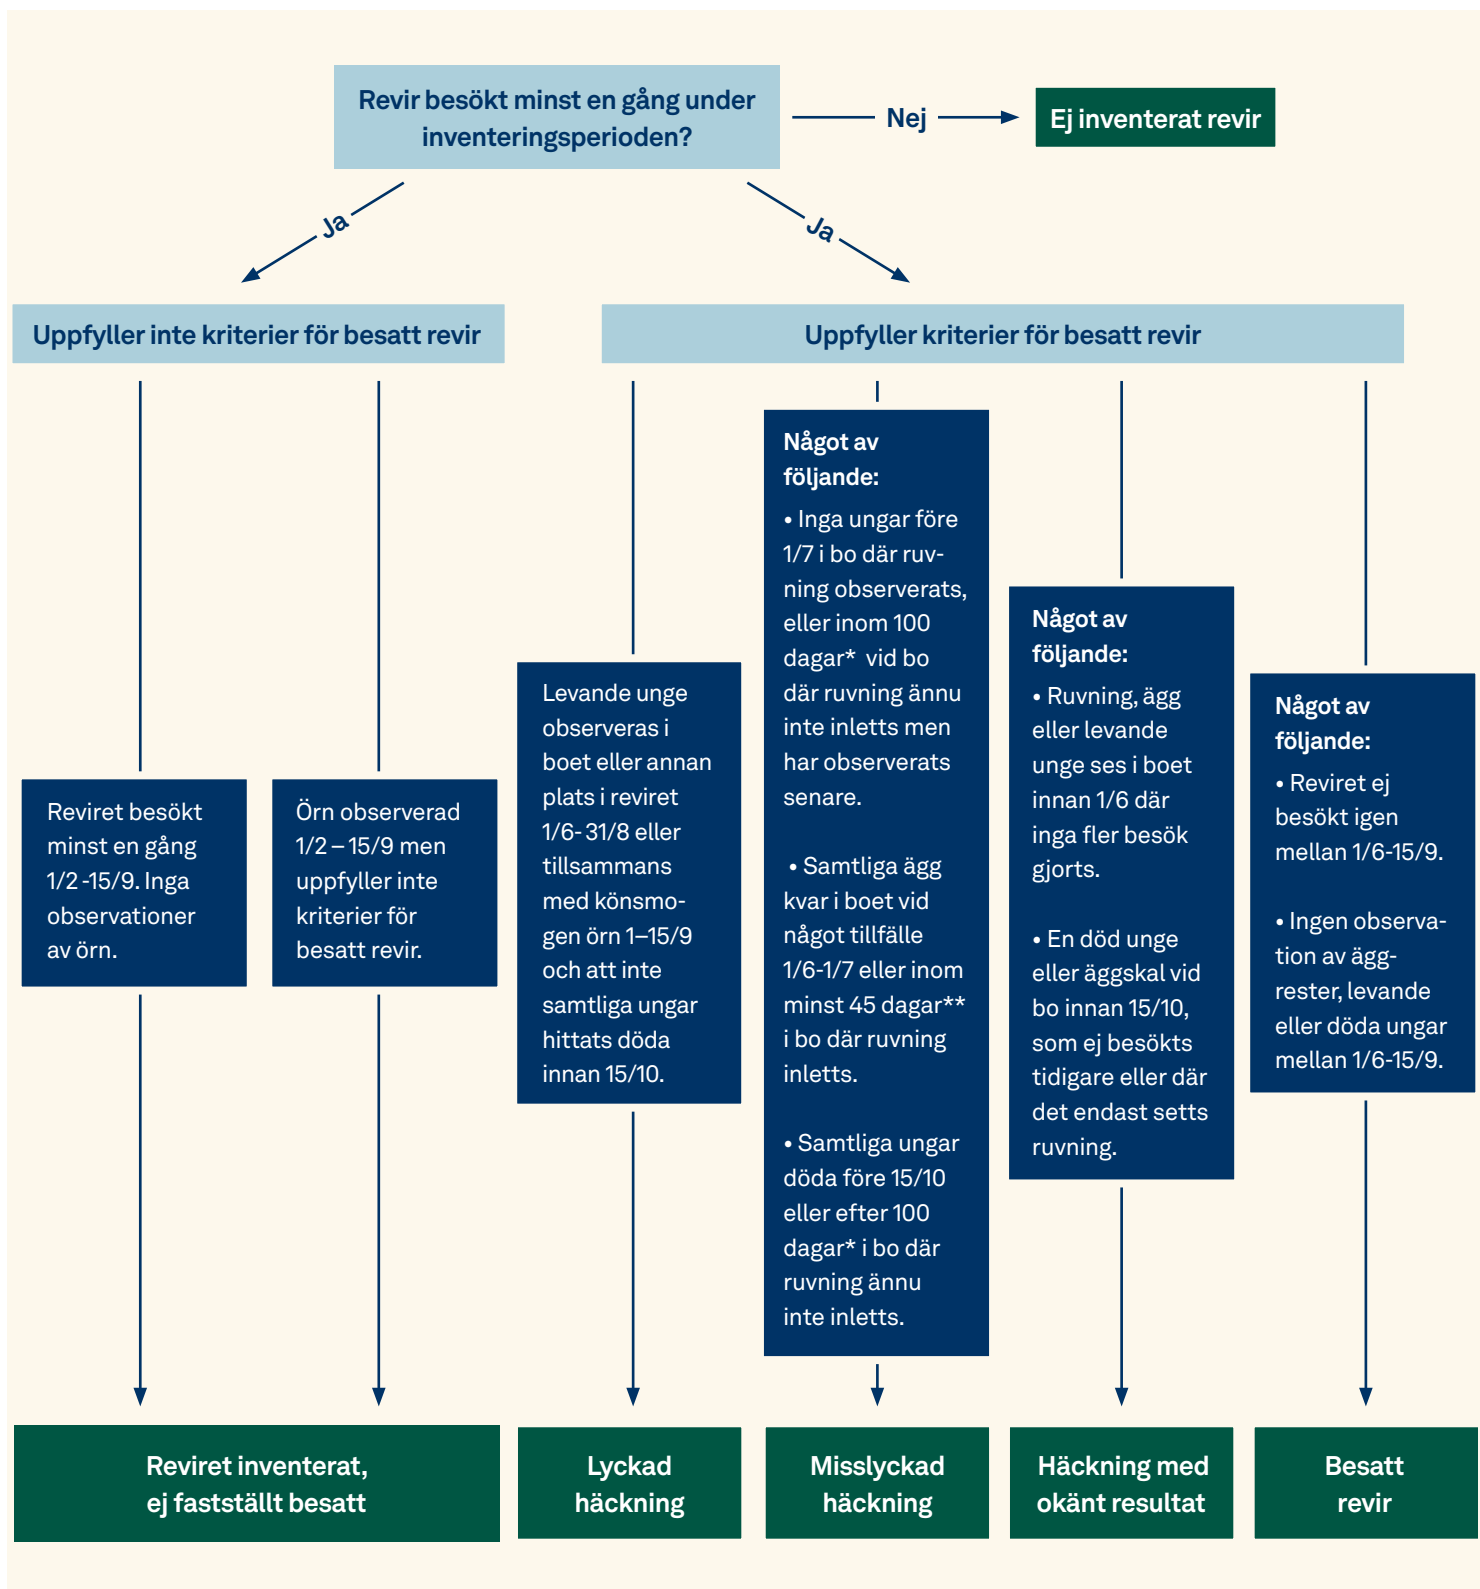 Revir besökt minst en gång under
inventeringsperioden?
Nej
Ej inventerat revir
Ja
Ja
Uppfyller inte kriterier för besatt revir
Uppfyller kriterier för besatt revir
Reviret besökt
minst en gång
1/2 -15/9. Inga
observationer
av örn.
Örn observerad
1/2 – 15/9 men
uppfyller inte
kriterier för
besatt revir.
Levande unge
observeras i
boet eller annan
plats i reviret
1/6- 31/8 eller
tillsammans
med könsmo-
gen örn 1–15/9
och att inte
samtliga ungar
hittats döda
innan 15/10.
Något av
följande:
• Inga ungar före
1/7 i bo där ruv-
ning observerats,
eller inom 100
dagar* vid bo
där ruvning ännu
inte inletts men
har observerats
senare.
• Samtliga ägg
kvar i boet vid
något tillfälle
1/6-1/7 eller inom
minst 45 dagar**
i bo där ruvning
inletts.
• Samtliga ungar
döda före 15/10
eller efter 100
dagar* i bo där
ruvning ännu
inte inletts.
Något av
följande:
• Ruvning, ägg
eller levande
unge ses i boet
innan 1/6 där
inga fler besök
gjorts.
• En död unge
eller äggskal vid
bo innan 15/10,
som ej besökts
tidigare eller där
det endast setts
ruvning.
Något av
följande:
• Reviret ej
besökt igen
mellan 1/6-15/9.
• Ingen observa-
tion av ägg-
rester, levande
eller döda ungar
mellan 1/6-15/9.
Reviret inventerat,
ej fastställt besatt
Lyckad
häckning
Misslyckad
häckning
Häckning med
okänt resultat
Besatt
revir